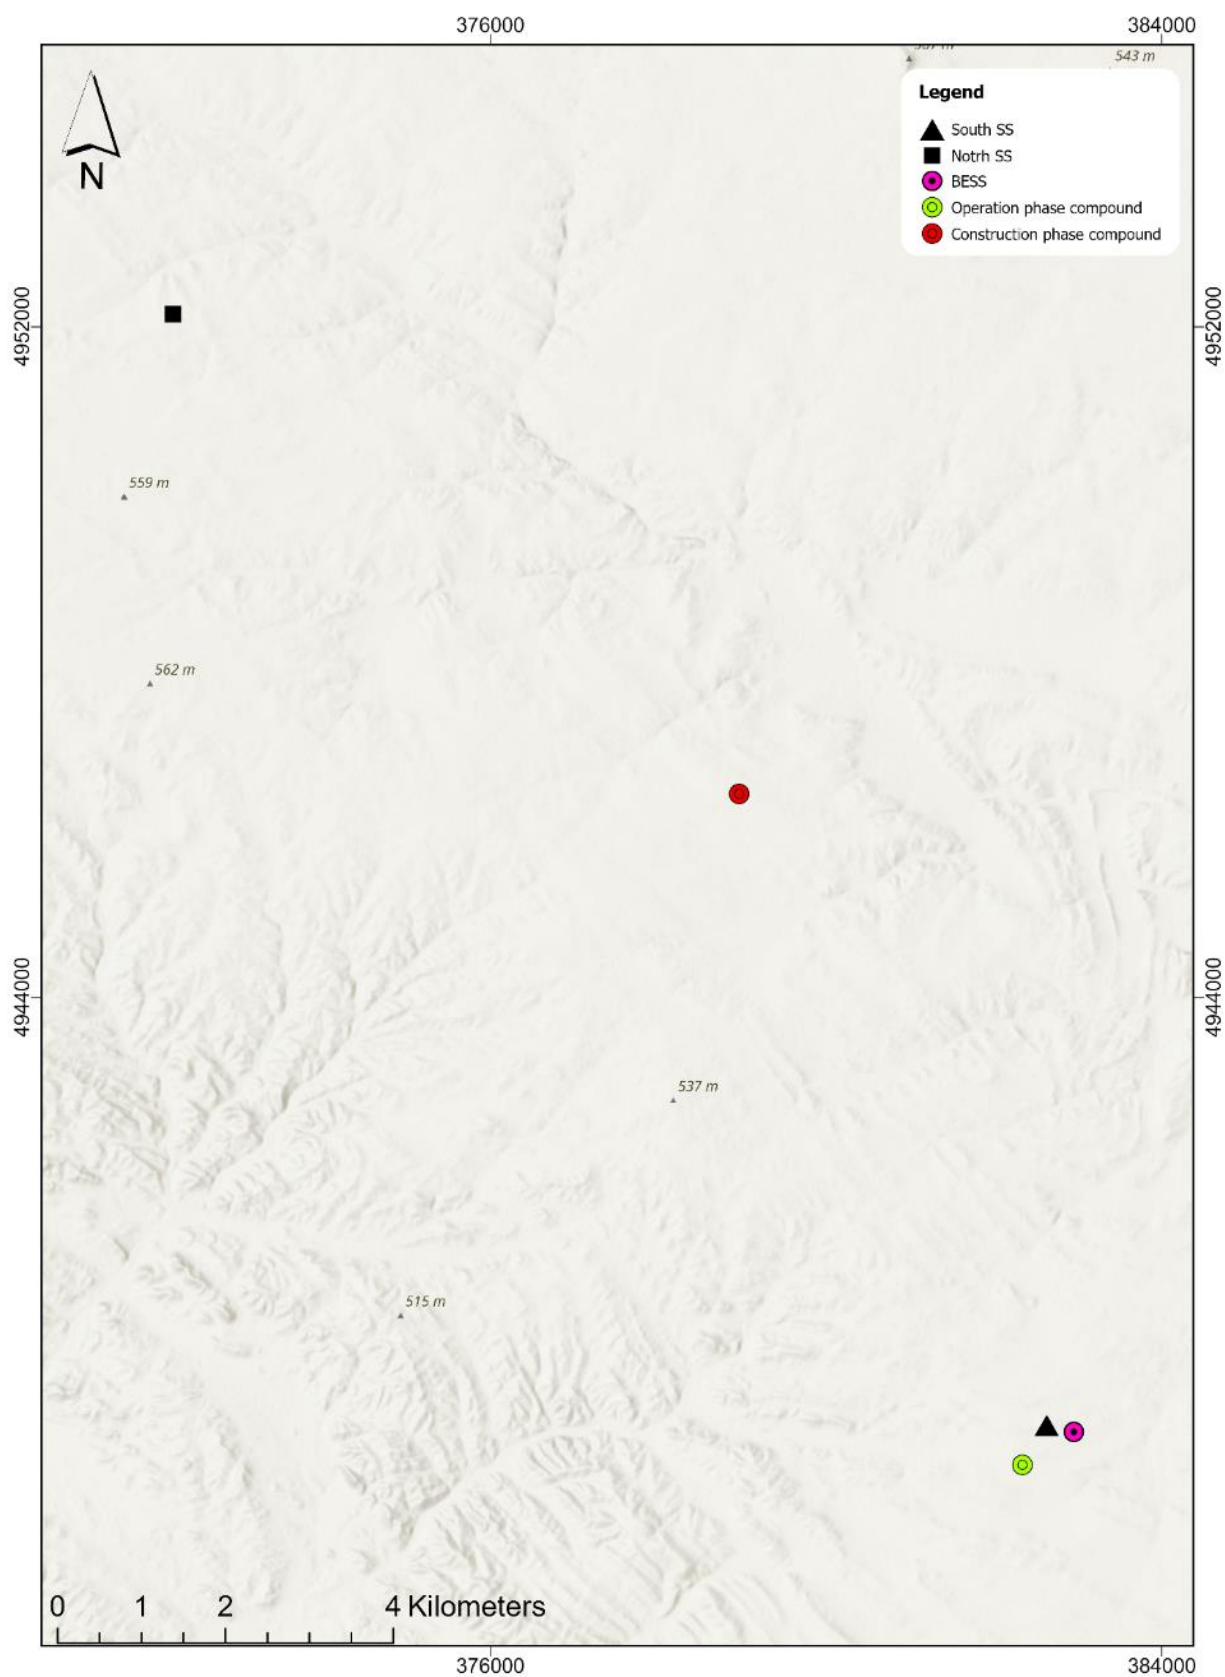 376000
384000
543 m
N
Legend
South SS
Notrh SS
BESS
Operation phase compound
Construction phase compound
4952000
4952000
559 m
562 m
4944000
4944000
537 m
515 m
0 1 2 4 Kilometers
376000
384000